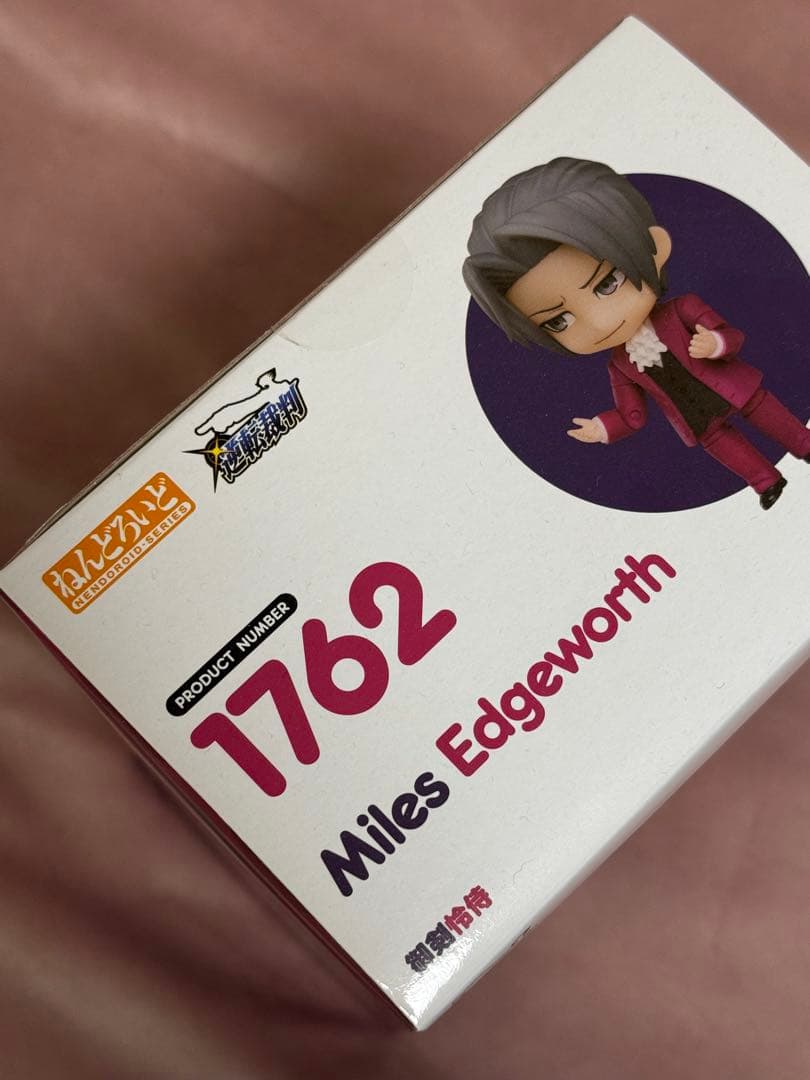 逆転裁判
ねんどろいど
NENDOROID-SERIES
PRODUCT NUMBER
1762
Miles Edgeworth
御剣怜侍